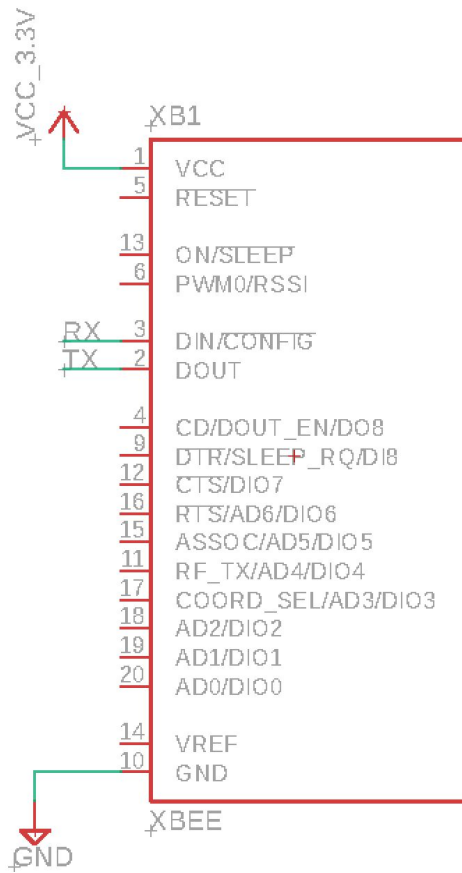 VCC_3.3V
XB1
1 VCC
5 RESET
13 ON/SLEEP
6 PWM0/RSSI
RX 3 DIN/CONFIG
TX 2 DOUT
4 CD/DOUT_EN/DO8
9 DTR/SLEEP_RQ/DI8
12 CTS/DIO7
16 RTS/AD6/DIO6
15 ASSOC/AD5/DIO5
11 RF_TX/AD4/DIO4
17 COORD_SEL/AD3/DIO3
18 AD2/DIO2
19 AD1/DIO1
20 AD0/DIO0
14 VREF
10 GND
XBEE
GND